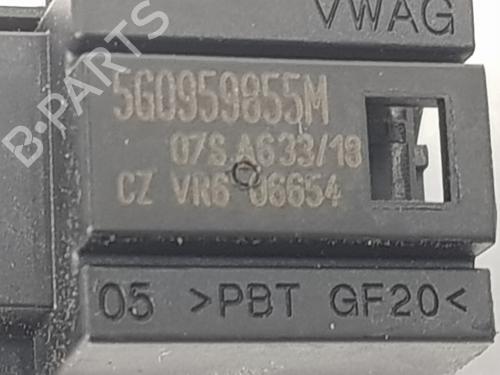 VWAG
5G0959855M
07S A633/18
CZ VR6 06654
05 >PBT GF20<
B-PARTS